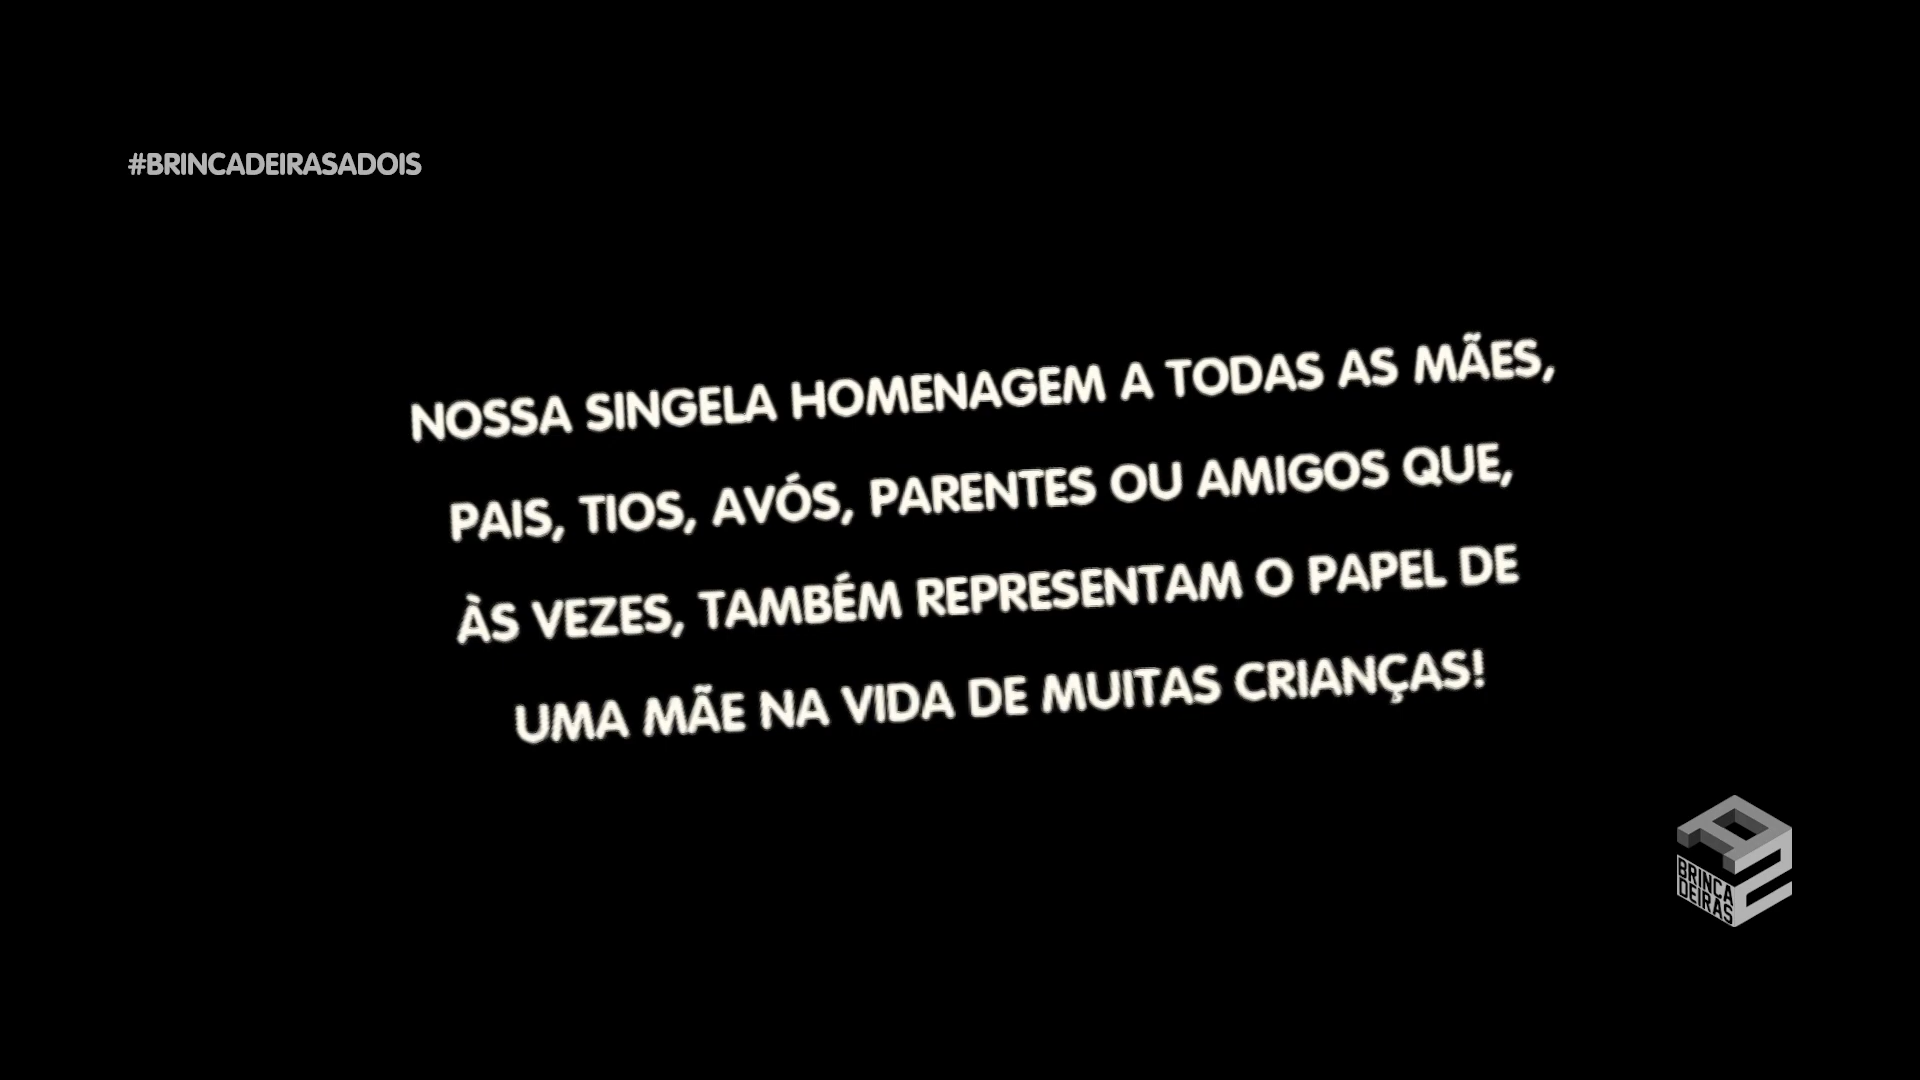 #BRINCADEIRASADOIS
NOSSA SINGELA HOMENAGEM A TODAS AS MÃES,
PAIS, TIOS, AVÓS, PARENTES OU AMIGOS QUE,
ÀS VEZES, TAMBÉM REPRESENTAM O PAPEL DE
UMA MÃE NA VIDA DE MUITAS CRIANÇAS!
A2
BRINCA
DEIRAS